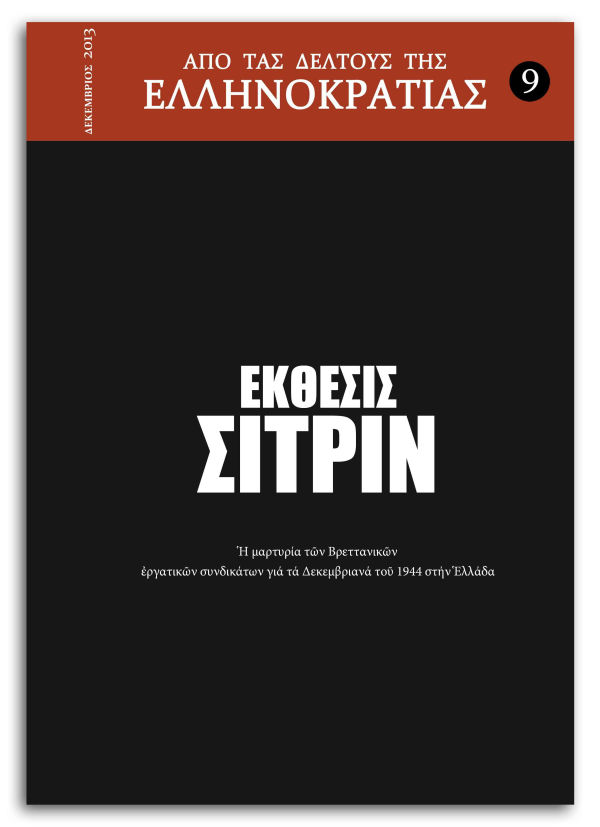 ΔΕΚΕΜΒΡΙΟΣ 2013
ΑΠΟ ΤΑΣ ΔΕΛΤΟΥΣ ΤΗΣ
ΕΛΛΗΝΟΚΡΑΤΙΑΣ
9
ΕΚΘΕΣΙΣ
ΣΙΤΡΙΝ
Ἡ μαρτυρία τῶν Βρεττανικῶν
ἐργατικῶν συνδικάτων γιά τά Δεκεμβριανά τοῦ 1944 στήν Ἑλλάδα